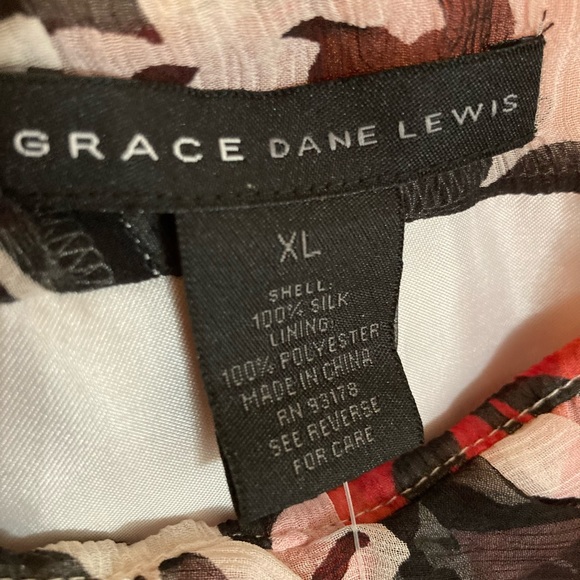 GRACE DANE LEWIS
XL
SHELL:
100% SILK
LINING:
100% POLYESTER
MADE IN CHINA
RN 93178
SEE REVERSE
FOR CARE